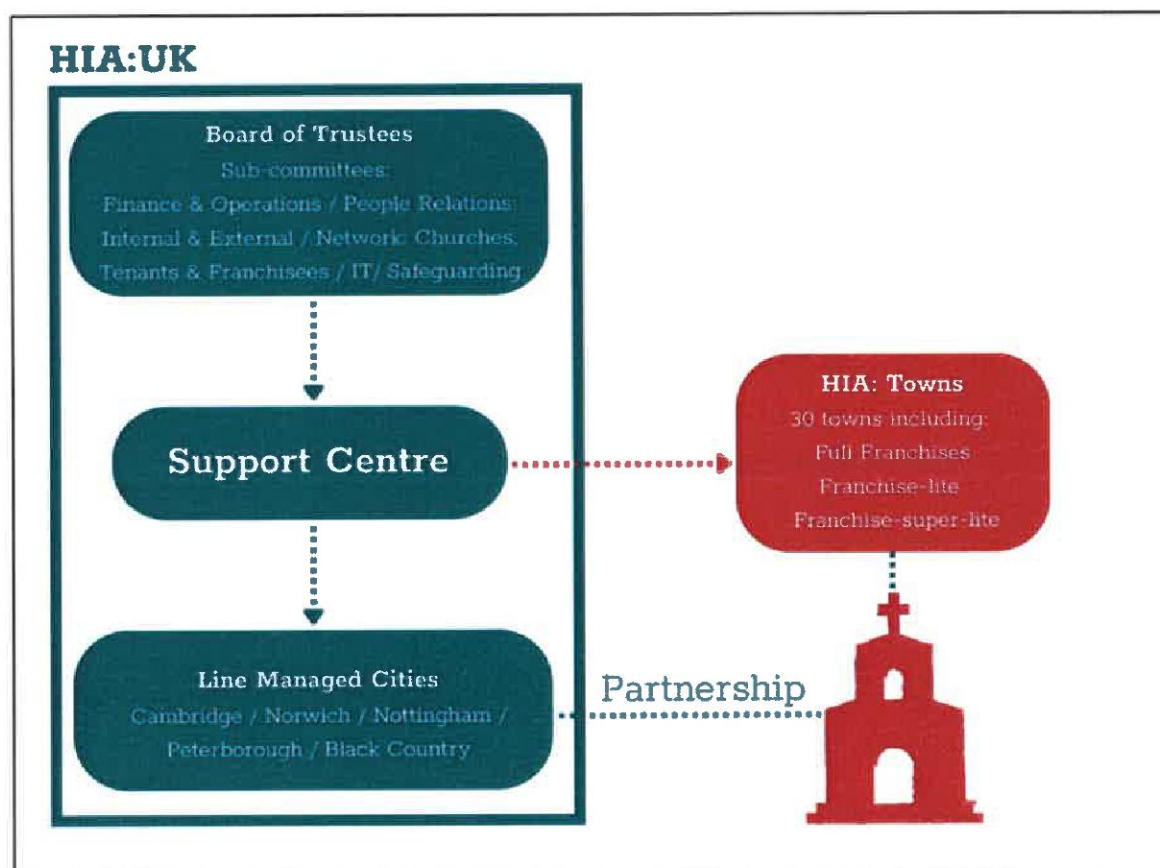 HIA:UK
Board of Trustees
Sub-committees:
Finance & Operations / People Relations:
Internal & External / Network: Churches,
Tenants & Franchisees / IT/ Safeguarding
Support Centre
HIA: Towns
30 towns including:
Full Franchises
Franchise-lite
Franchise-super-lite
Line Managed Cities
Cambridge / Norwich / Nottingham /
Peterborough / Black Country
Partnership